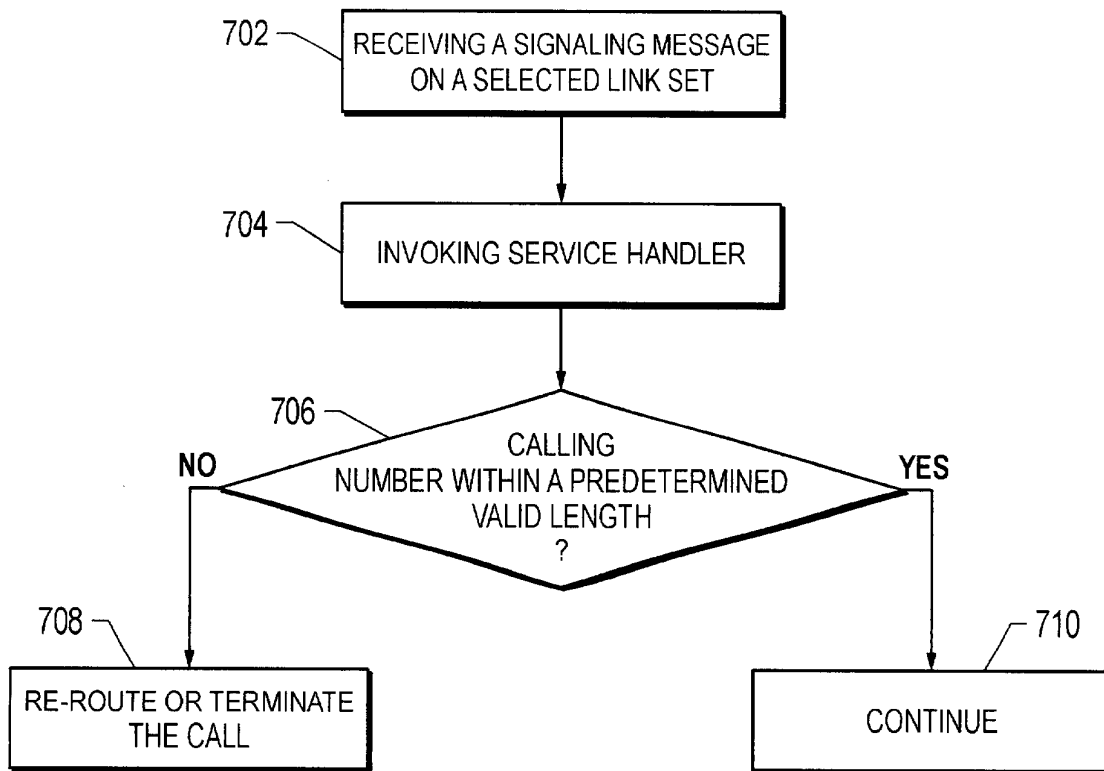 702
RECEIVING A SIGNALING MESSAGE
ON A SELECTED LINK SET
704
INVOKING SERVICE HANDLER
706
CALLING
NUMBER WITHIN A PREDETERMINED
VALID LENGTH
?
NO
YES
708
RE-ROUTE OR TERMINATE
THE CALL
710
CONTINUE